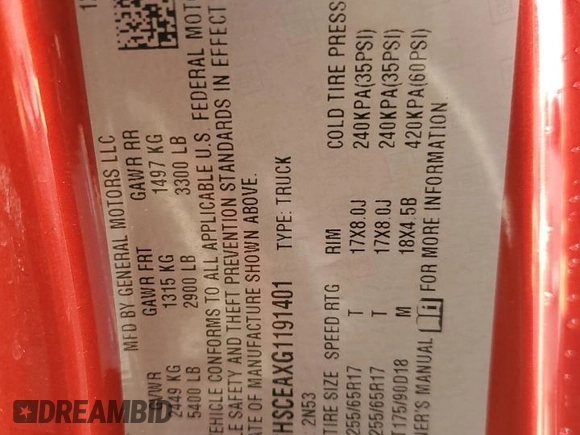 MFD BY GENERAL MOTORS LLC
GVWR GAWR FRT GAWR RR
2449 KG 1315 KG 1497 KG
5400 LB 2900 LB 3300 LB
VEHICLE CONFORMS TO ALL APPLICABLE U.S. FEDERAL
SAFETY AND THEFT PREVENTION STANDARDS IN EFFECT
DATE OF MANUFACTURE SHOWN ABOVE.
HSCEAXG1191401 TYPE: TRUCK
2N53
TIRE SIZE SPEED RTG RIM COLD TIRE PRESS
255/65R17 T 17X8.0J 240KPA(35PSI)
255/65R17 T 17X8.0J 240KPA(35PSI)
T175/90D18 M 18X4.5B 420KPA(60PSI)
ER'S MANUAL i FOR MORE INFORMATION
DREAMBID